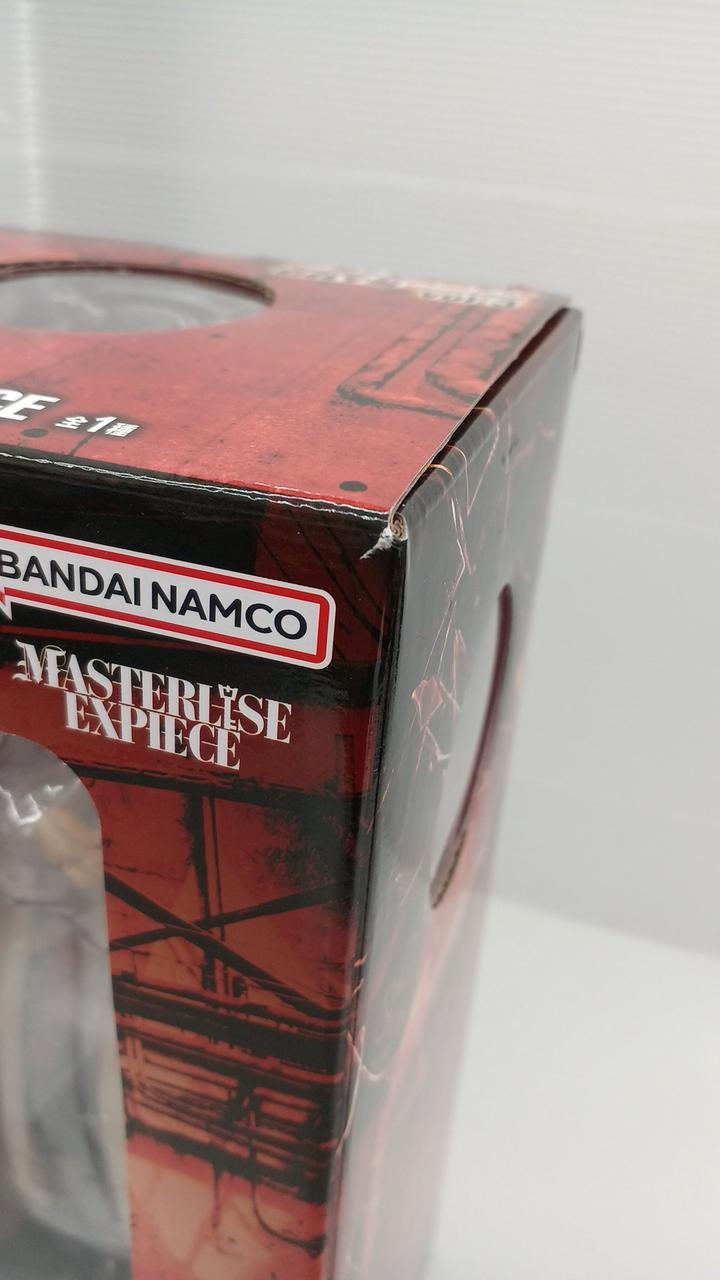 CE 全1種
BANDAI NAMCO
MASTERLISE
EXPIECE